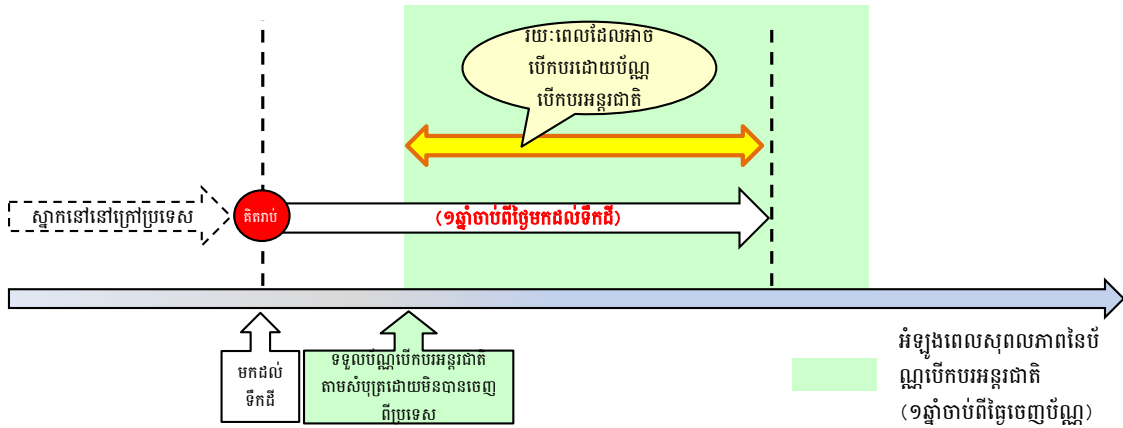 រយ:ពេលដែលអាច
បើកបរដោយប័ណ្ណ
បើកបរអន្តរជាតិ
ស្នាកនៅនៅក្រៅប្រទេស
គិតរាប់
(១ឆ្នាំចាប់ពីថ្ងៃមកដល់ទឹកដី)
មកដល់
ទឹកដី
ទទួលប័ណ្ណបើកបរអន្តរជាតិ
តាមសំបុត្រដោយមិនបានចេញ
ពីប្រទេស
អំឡុងពេលសុពលភាពនៃប័
ណ្ណបើកបរអន្តរជាតិ
(១ឆ្នាំចាប់ពីថ្ងៃចេញប័ណ្ណ)